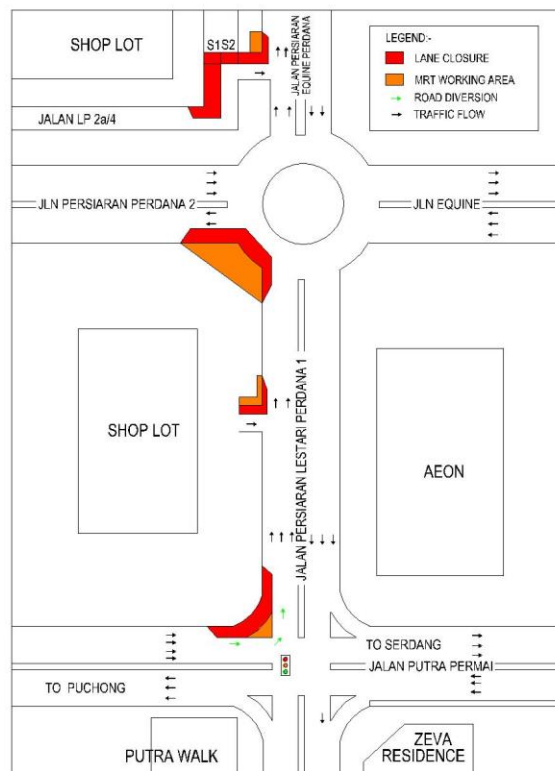 SHOP LOT
S1S2
JALAN PERSIARAN
EQUINE PERDANA
LEGEND:-
LANE CLOSURE
MRT WORKING AREA
ROAD DIVERSION
TRAFFIC FLOW
JALAN LP 2a/4
JLN PERSIARAN PERDANA 2
JLN EQUINE
SHOP LOT
JALAN PERSIARAN LESTARI PERDANA 1
AEON
TO SERDANG
JALAN PUTRA PERMAI
TO PUCHONG
PUTRA WALK
ZEVA
RESIDENCE